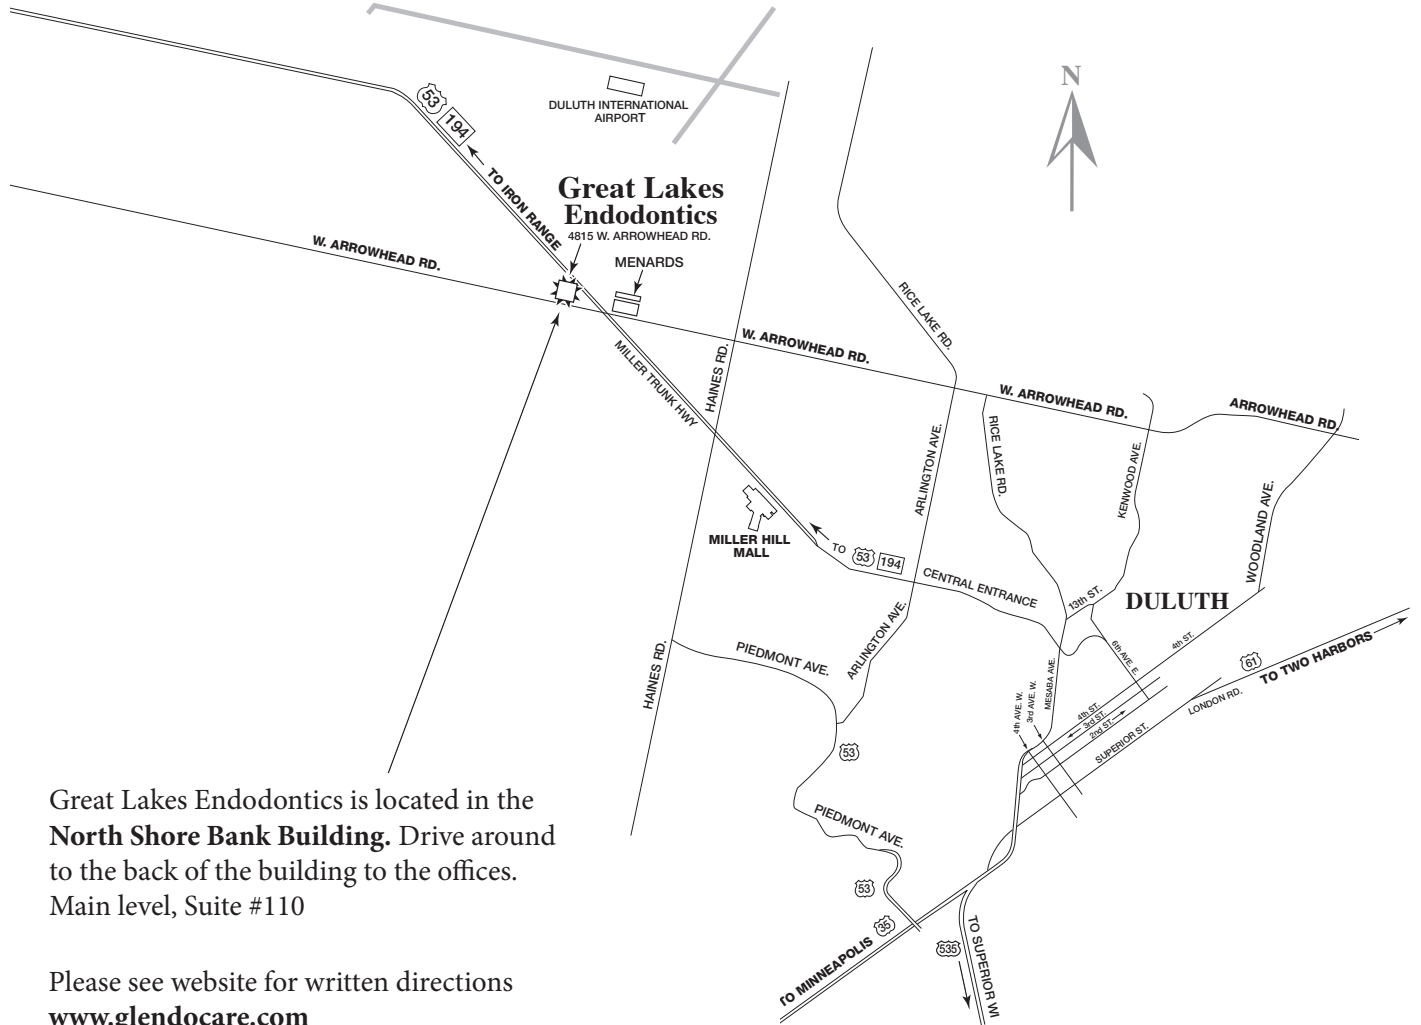 N
53
194
TO IRON RANGE
DULUTH INTERNATIONAL
AIRPORT
Great Lakes
Endodontics
4815 W. ARROWHEAD RD.
MENARDS
W. ARROWHEAD RD.
MILLER TRUNK HWY
HAINES RD.
W. ARROWHEAD RD.
RICE LAKE RD.
W. ARROWHEAD RD.
ARROWHEAD RD.
ARLINGTON AVE.
RICE LAKE RD.
KENWOOD AVE.
WOODLAND AVE.
MILLER HILL
MALL
TO 53 194
CENTRAL ENTRANCE
13th ST.
DULUTH
ARLINGTON AVE.
PIEDMONT AVE.
HAINES RD.
6th AVE. E.
4th ST.
61
TO TWO HARBORS
LONDON RD.
MESABA AVE.
3rd AVE. W.
4th AVE. W.
4th ST.
3rd ST.
2nd ST.
SUPERIOR ST.
53
PIEDMONT AVE.
53
35
TO MINNEAPOLIS
535
TO SUPERIOR WI
Great Lakes Endodontics is located in the
North Shore Bank Building. Drive around
to the back of the building to the offices.
Main level, Suite #110
Please see website for written directions
www.glendocare.com